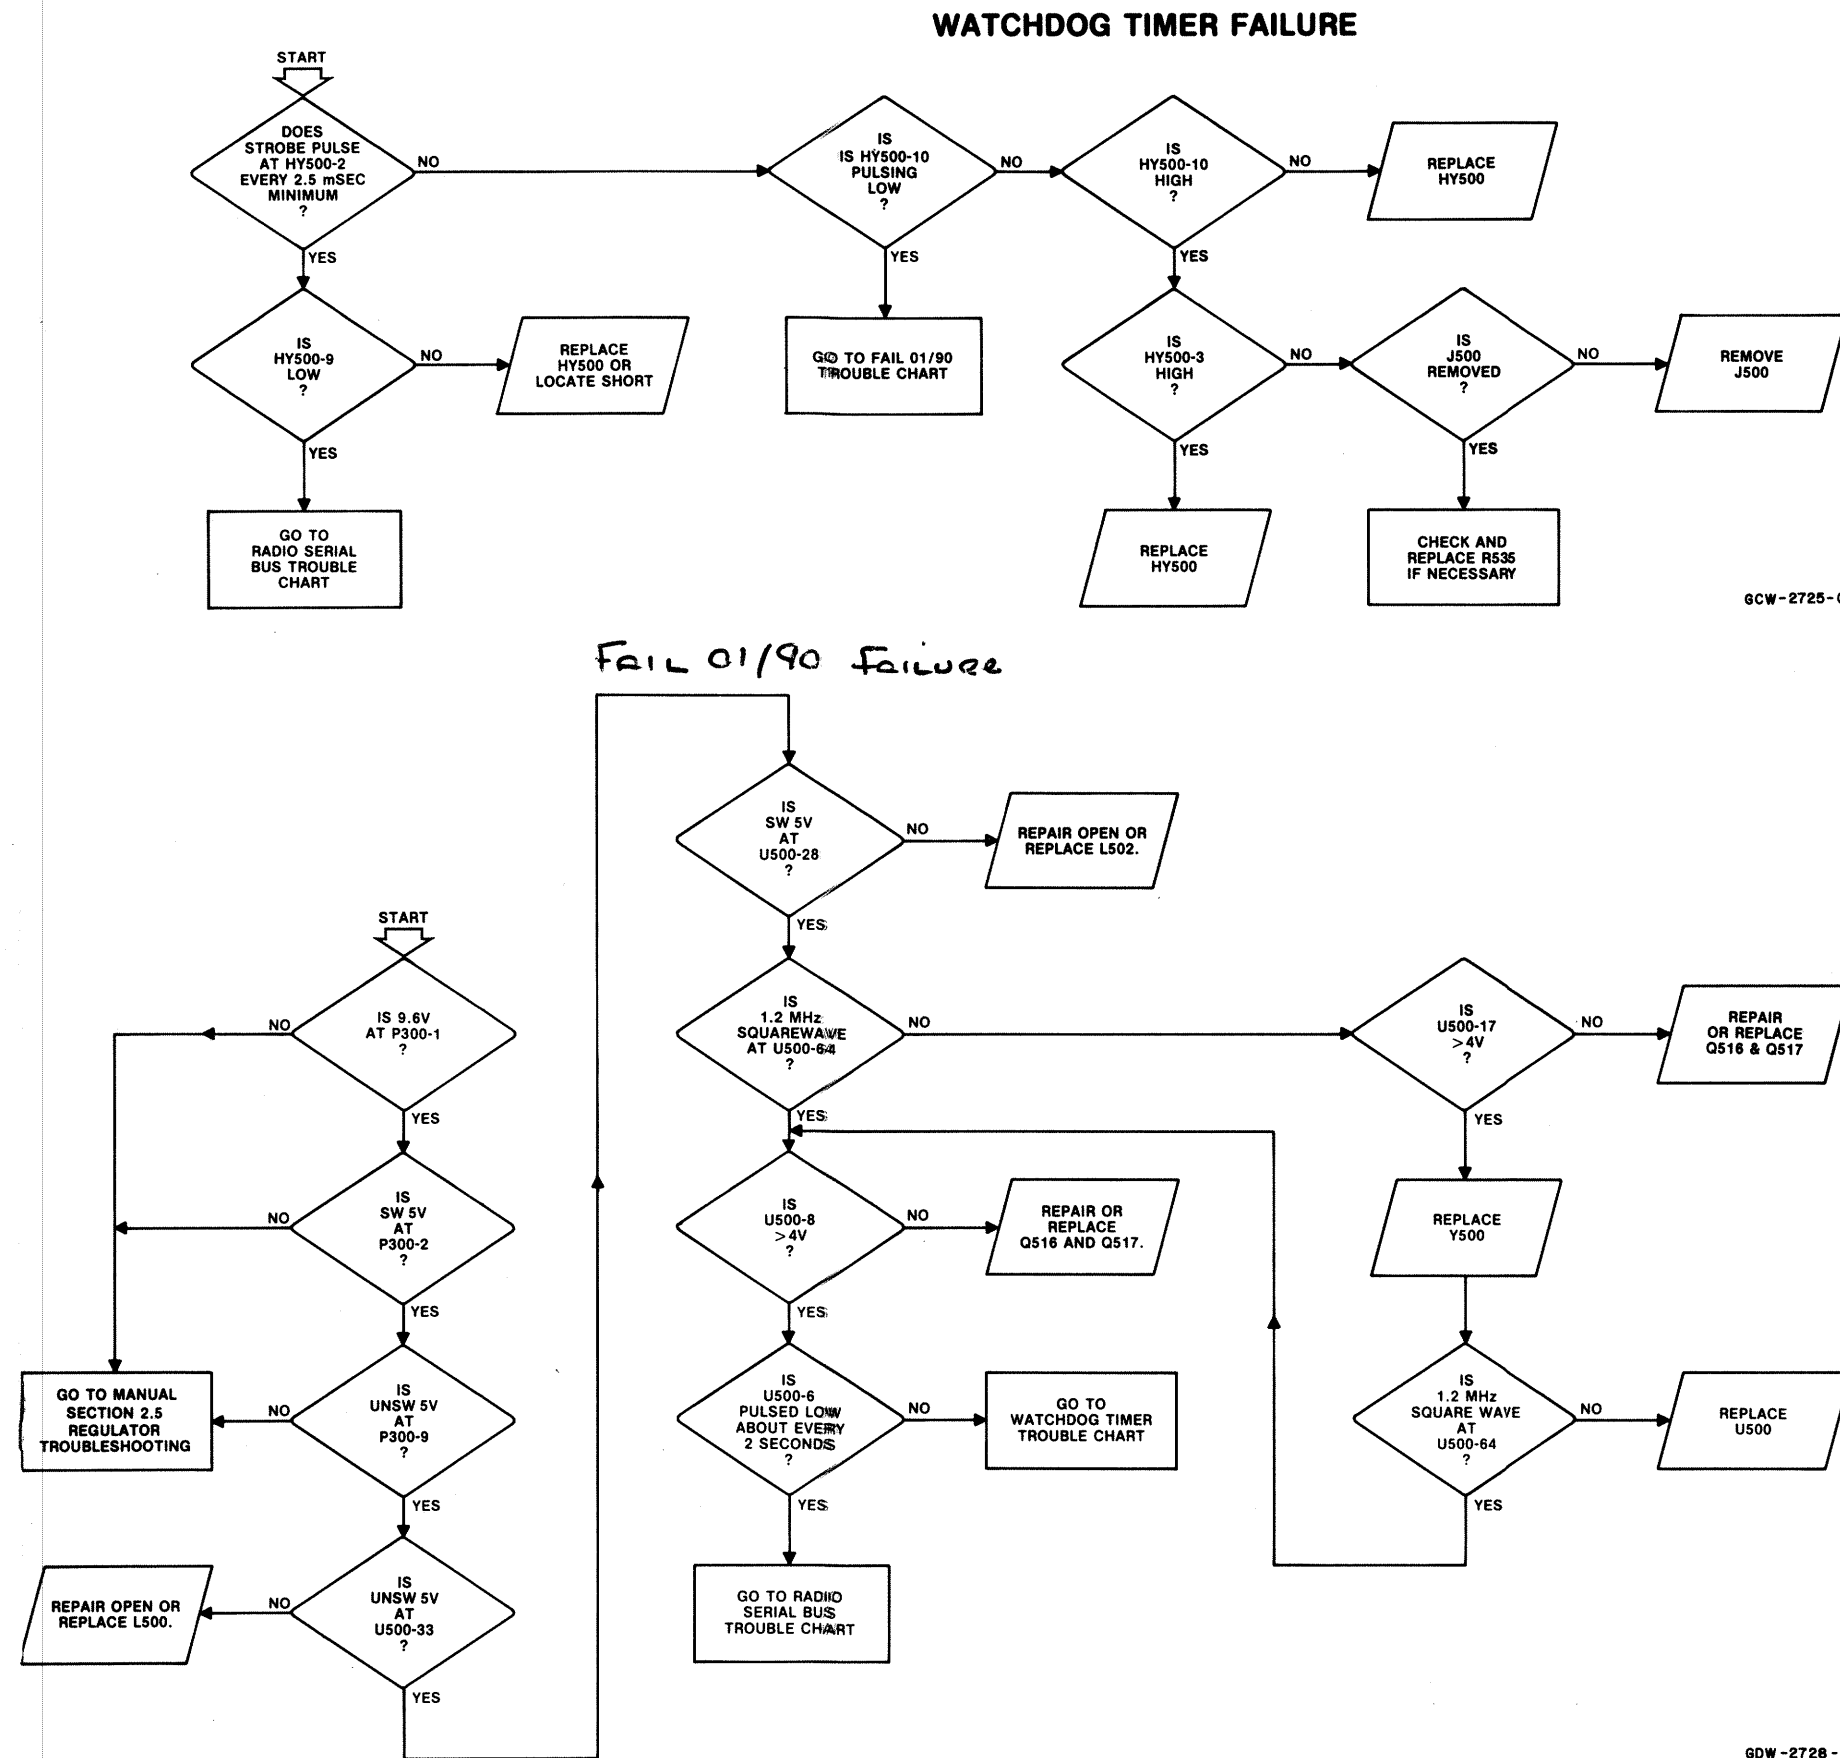 WATCHDOG TIMER FAILURE
START
DOES
STROBE PULSE
AT HY500-2
EVERY 2.5 mSEC
MINIMUM
?
NO
YES
IS
IS HY500-10
PULSING
LOW
?
NO
YES
IS
HY500-10
HIGH
?
NO
YES
REPLACE
HY500
IS
HY500-9
LOW
?
NO
YES
REPLACE
HY500 OR
LOCATE SHORT
GO TO FAIL 01/90
TROUBLE CHART
IS
HY500-3
HIGH
?
NO
YES
IS
J500
REMOVED
?
NO
YES
REMOVE
J500
GO TO
RADIO SERIAL
BUS TROUBLE
CHART
REPLACE
HY500
CHECK AND
REPLACE R535
IF NECESSARY
FAIL 01/90 FAILURE
IS
SW 5V
AT
U500-28
?
NO
YES
REPAIR OPEN OR
REPLACE L502.
START
IS 9.6V
AT P300-1
?
NO
YES
IS
1.2 MHz
SQUAREWAVE
AT U500-64
?
NO
YES
IS
U500-17
>4V
?
NO
YES
REPAIR
OR REPLACE
Q516 & Q517
IS
SW 5V
AT
P300-2
?
NO
YES
IS
U500-8
>4V
?
NO
YES
REPAIR OR
REPLACE
Q516 AND Q517.
REPLACE
Y500
GO TO MANUAL
SECTION 2.5
REGULATOR
TROUBLESHOOTING
IS
UNSW 5V
AT
P300-9
?
NO
YES
IS
U500-6
PULSED LOW
ABOUT EVERY
2 SECONDS
?
NO
YES
GO TO
WATCHDOG TIMER
TROUBLE CHART
IS
1.2 MHz
SQUARE WAVE
AT
U500-64
?
NO
YES
REPLACE
U500
REPAIR OPEN OR
REPLACE L500.
IS
UNSW 5V
AT
U500-33
?
NO
YES
GO TO RADIO
SERIAL BUS
TROUBLE CHART